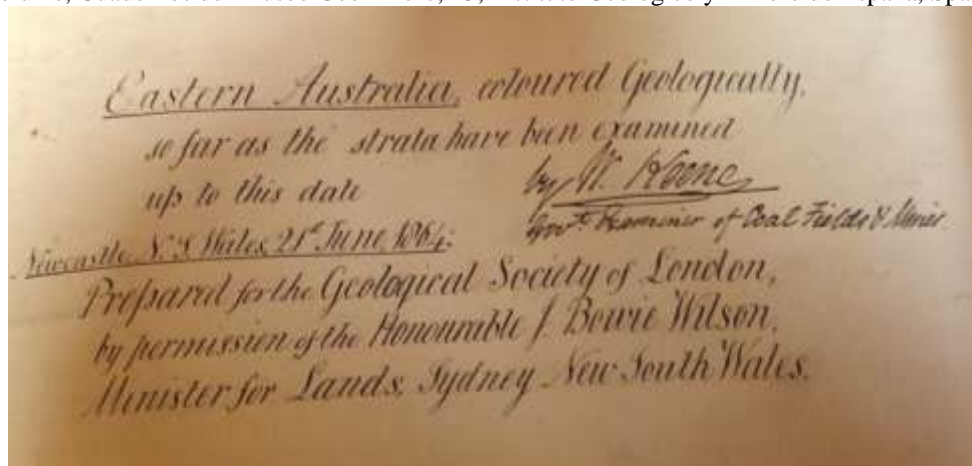 Eastern Australia, coloured Geologically,
so far as the strata have been examined
up to this date
by W. Keene
Govt. Examiner of Coal Fields & Mines
Newcastle, N. S. Wales, 21st June 1864.
Prepared for the Geological Society of London,
by permission of the Honourable J. Bowie Wilson,
Minister for Lands, Sydney New South Wales.